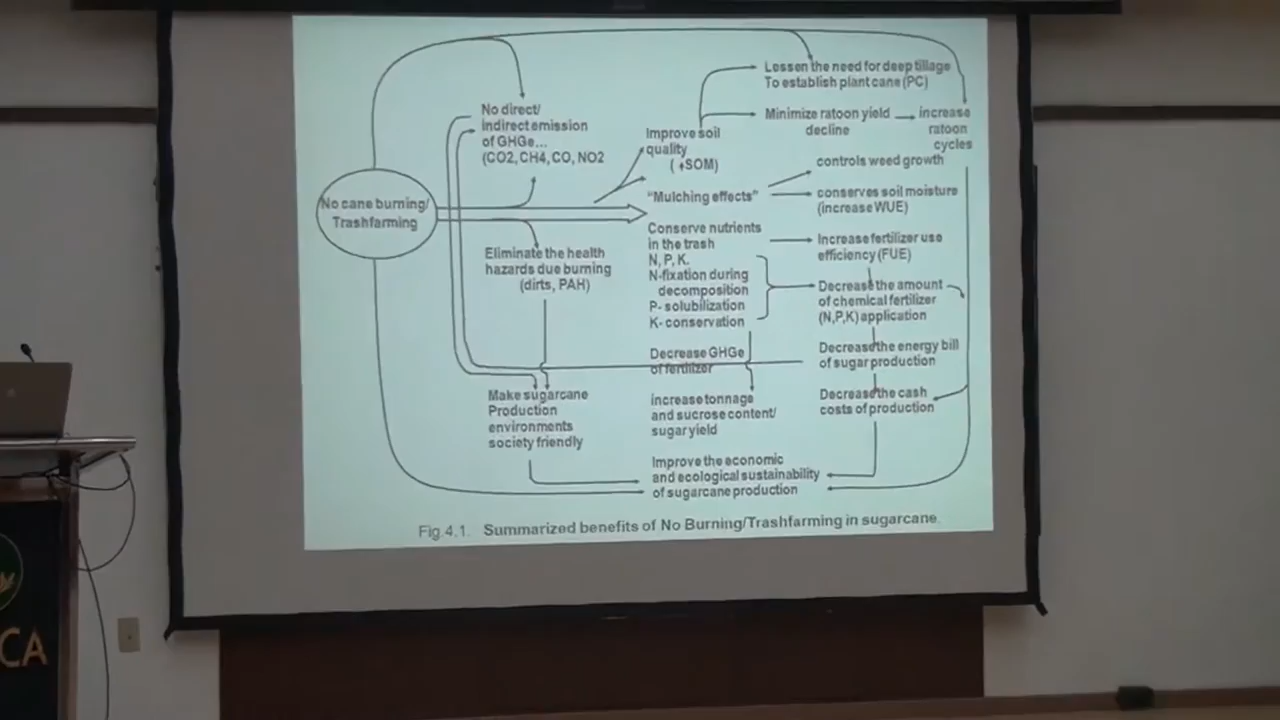 Lessen the need for deep tillage
To establish plant cane (PC)
No direct/
indirect emission
of GHGe...
(CO2, CH4, CO, NO2
Minimize ratoon yield
decline
increase
ratoon
cycles
Improve soil
quality
( SOM)
controls weed growth
No cane burning/
Trashfarming
"Mulching effects"
conserves soil moisture
(increase WUE)
Conserve nutrients
in the trash
N, P, K.
N-fixation during
decomposition
P- solubilization
K- conservation
Increase fertilizer use
efficiency (FUE)
Eliminate the health
hazards due burning
(dirts, PAH)
Decrease the amount
of chemical fertilizer
(N,P,K) application
Decrease GHGe
of fertilizer
Decrease the energy bill
of sugar production
Make sugarcane
Production
environments
society friendly
increase tonnage
and sucrose content/
sugar yield
Decrease the cash
costs of production
Improve the economic
and ecological sustainability
of sugarcane production
Fig.4.1. Summarized benefits of No Burning/Trashfarming in sugarcane.
CA